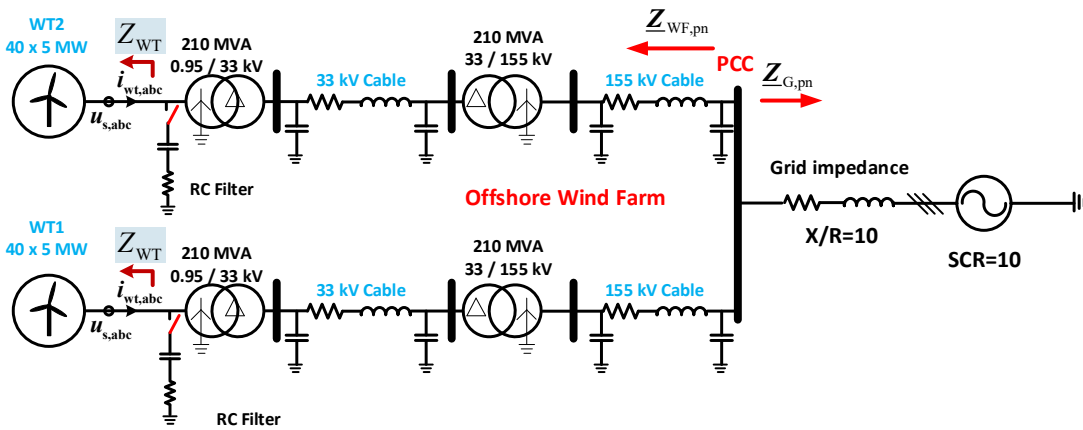 WT2
40 x 5 MW
Z_WT
i_wt,abc
u_s,abc
RC Filter
210 MVA
0.95 / 33 kV
33 kV Cable
210 MVA
33 / 155 kV
155 kV Cable
Z_WF,pn
PCC
Z_G,pn
Offshore Wind Farm
Grid impedance
X/R=10
SCR=10
WT1
40 x 5 MW
Z_WT
i_wt,abc
u_s,abc
RC Filter
210 MVA
0.95 / 33 kV
33 kV Cable
210 MVA
33 / 155 kV
155 kV Cable